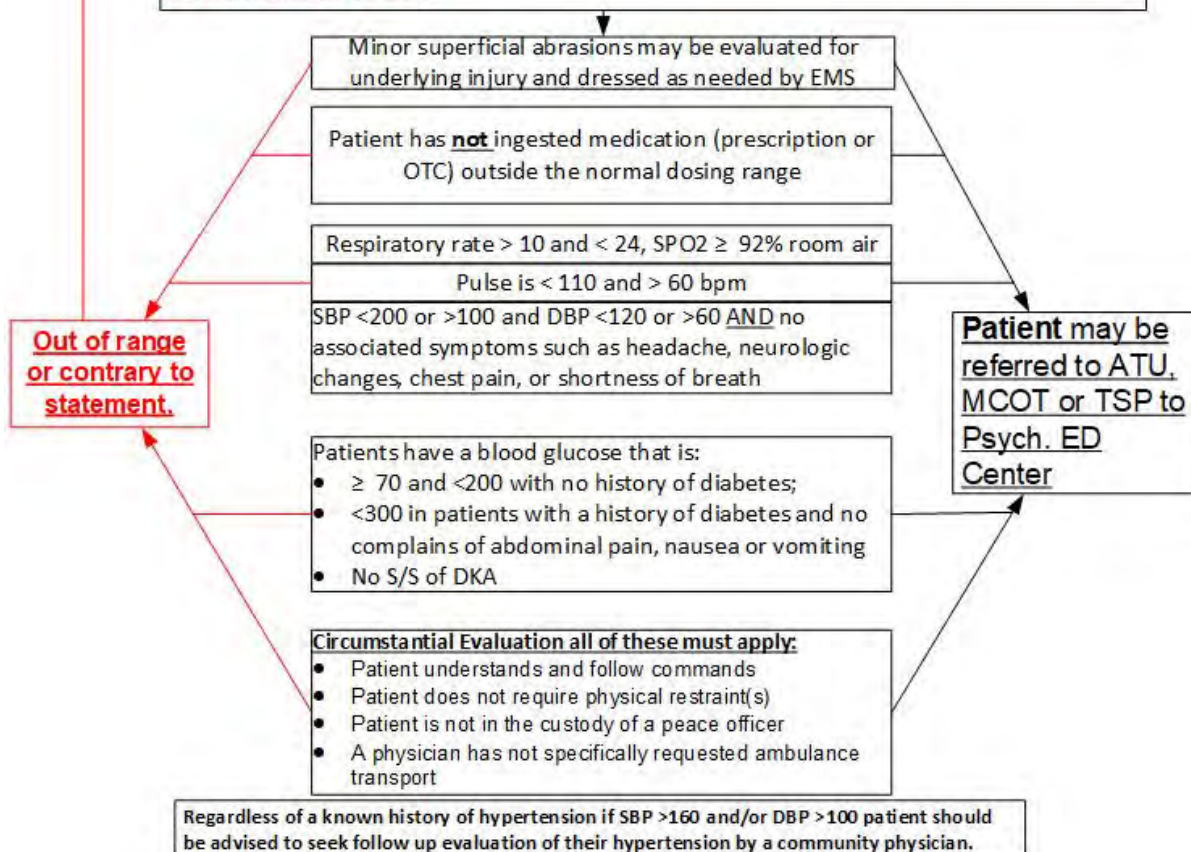 Minor superficial abrasions may be evaluated for
underlying injury and dressed as needed by EMS
Patient has not ingested medication (prescription or
OTC) outside the normal dosing range
Respiratory rate > 10 and < 24, SPO2 ≥ 92% room air
Pulse is < 110 and > 60 bpm
SBP <200 or >100 and DBP <120 or >60 AND no
associated symptoms such as headache, neurologic
changes, chest pain, or shortness of breath
Out of range
or contrary to
statement.
Patient may be
referred to ATU,
MCOT or TSP to
Psych. ED
Center
Patients have a blood glucose that is:
• ≥ 70 and <200 with no history of diabetes;
• <300 in patients with a history of diabetes and no
complains of abdominal pain, nausea or vomiting
• No S/S of DKA
Circumstantial Evaluation all of these must apply:
• Patient understands and follow commands
• Patient does not require physical restraint(s)
• Patient is not in the custody of a peace officer
• A physician has not specifically requested ambulance
transport
Regardless of a known history of hypertension if SBP >160 and/or DBP >100 patient should
be advised to seek follow up evaluation of their hypertension by a community physician.